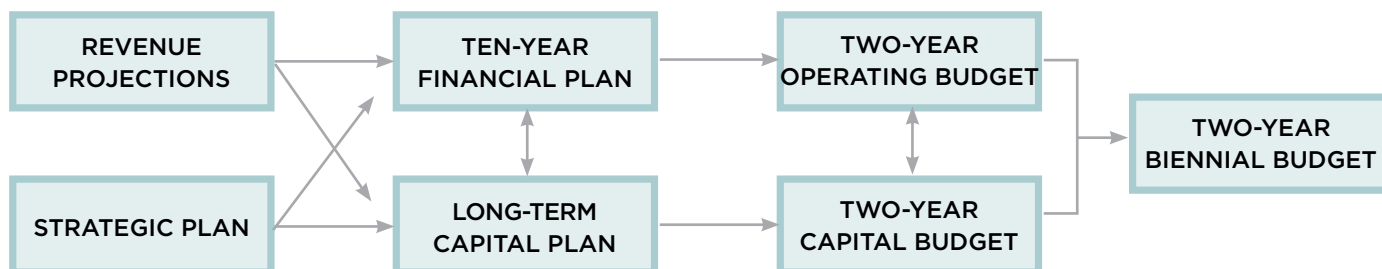 REVENUE
PROJECTIONS
TEN-YEAR
FINANCIAL PLAN
TWO-YEAR
OPERATING BUDGET
STRATEGIC PLAN
LONG-TERM
CAPITAL PLAN
TWO-YEAR
CAPITAL BUDGET
TWO-YEAR
BIENNIAL BUDGET